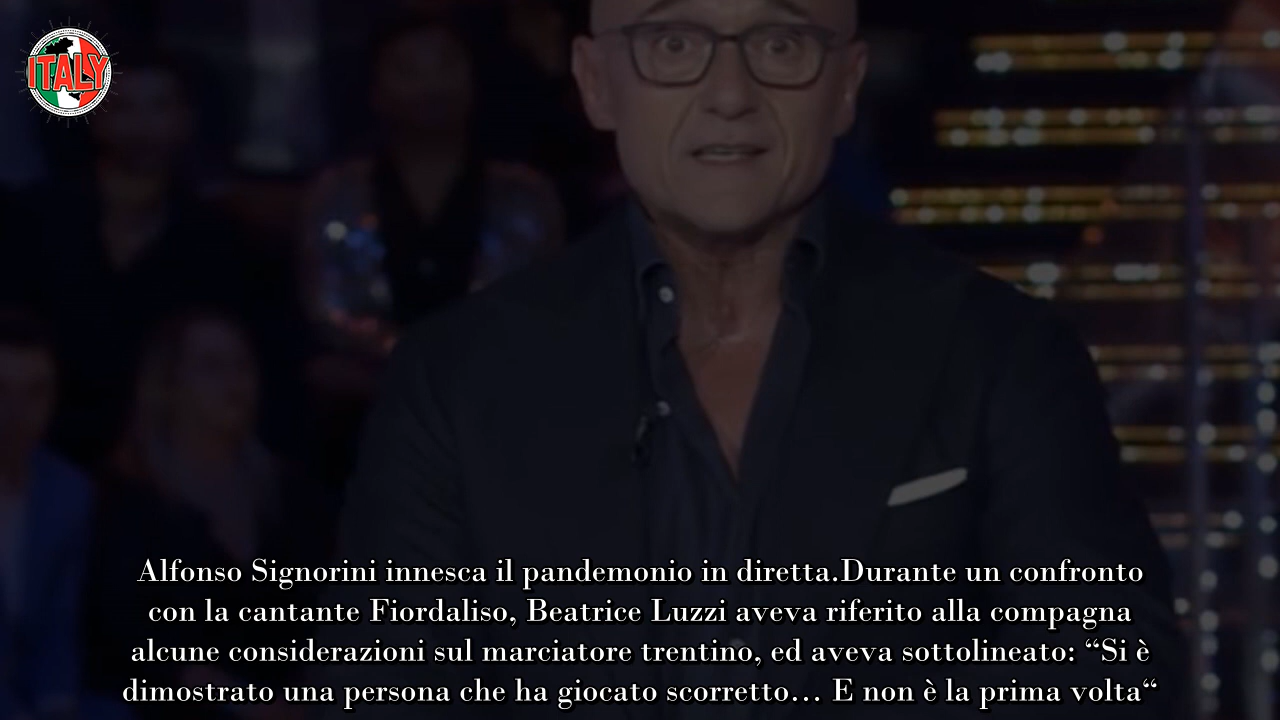 ITALY
Alfonso Signorini innesca il pandemonio in diretta.Durante un confronto
con la cantante Fiordaliso, Beatrice Luzzi aveva riferito alla compagna
alcune considerazioni sul marciatore trentino, ed aveva sottolineato: “Si è
dimostrato una persona che ha giocato scorretto… E non è la prima volta“